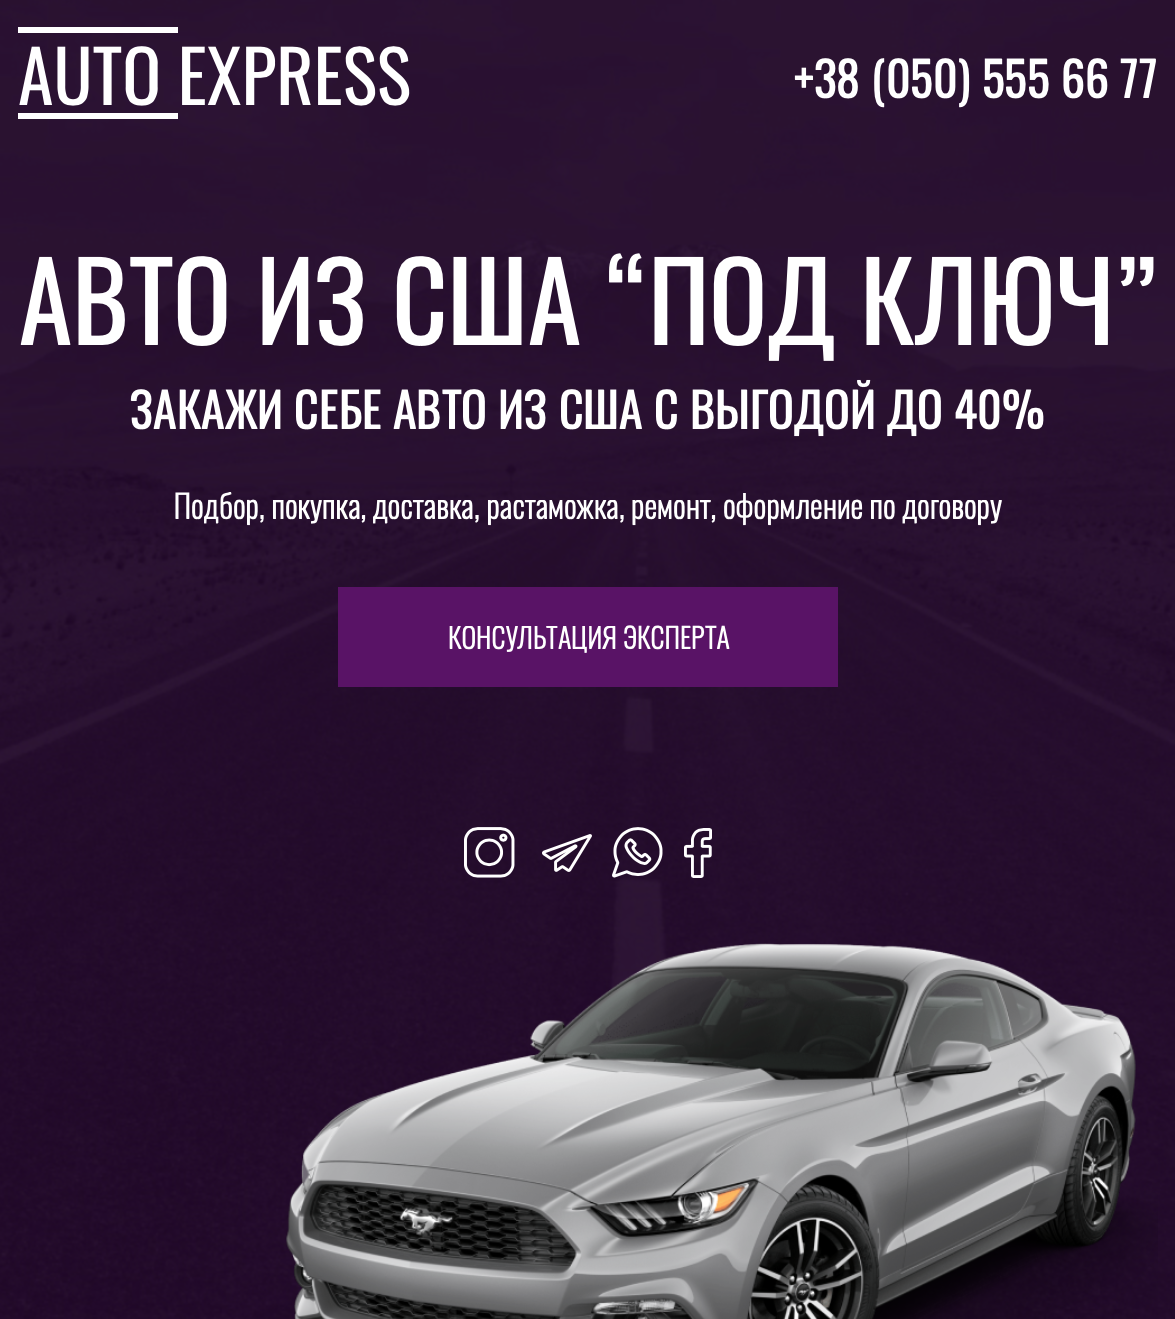 AUTO EXPRESS
+38 (050) 555 66 77
АВТО ИЗ США “ПОД КЛЮЧ”
ЗАКАЖИ СЕБЕ АВТО ИЗ США С ВЫГОДОЙ ДО 40%
Подбор, покупка, доставка, растаможка, ремонт, оформление по договору
КОНСУЛЬТАЦИЯ ЭКСПЕРТА